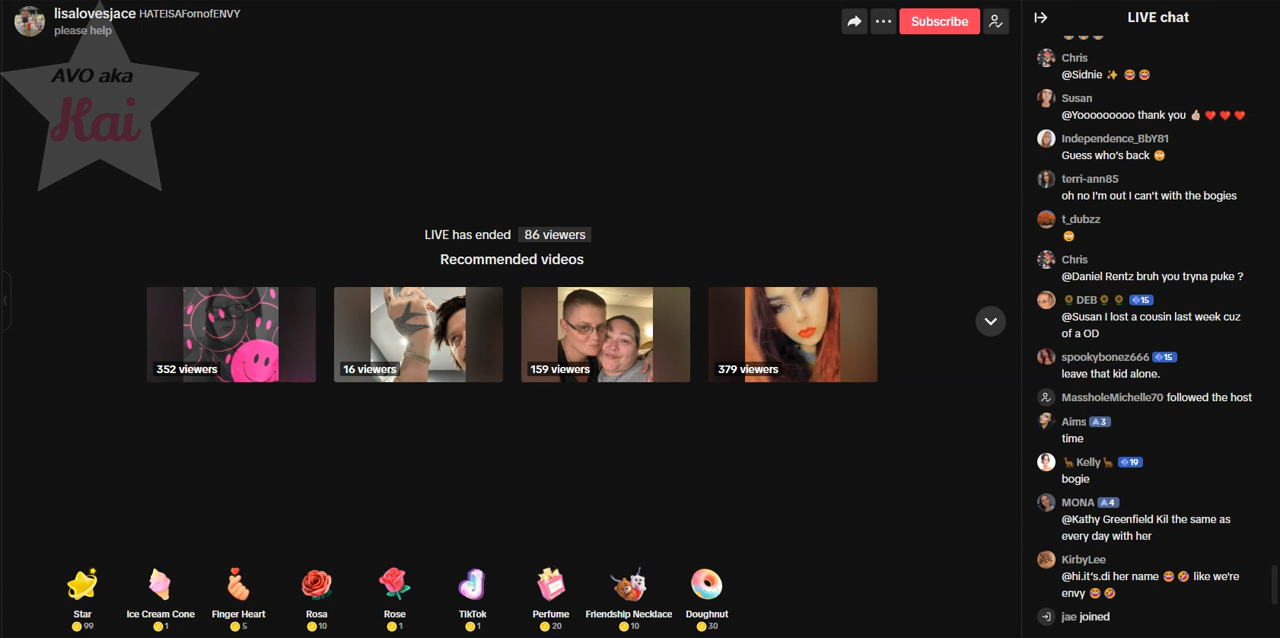 lisalovesjace HATEISAFornofENVY
please help
Subscribe
AVO aka
Kai
LIVE has ended 86 viewers
Recommended videos
352 viewers
16 viewers
159 viewers
379 viewers
Star
99
Ice Cream Cone
1
Finger Heart
5
Rosa
10
Rose
1
TikTok
1
Perfume
20
Friendship Necklace
10
Doughnut
30
LIVE chat
Chris
@Sidnie ✨ 😂 😂
Susan
@Yooooooooo thank you 👍🏼 ❤️ ❤️ ❤️
Independence_BbY81
Guess who's back 🙄
terri-ann85
oh no I'm out I can't with the bogies
t_dubzz
🙄
Chris
@Daniel Rentz bruh you tryna puke ?
🌻DEB🌻 🌻 15
@Susan I lost a cousin last week cuz
of a OD
spookybonez666 15
leave that kid alone.
MassholeMichelle70 followed the host
Aims 3
time
🦒Kelly🦒 19
bogie
MONA 4
@Kathy Greenfield Kil the same as
every day with her
KirbyLee
@hi.it's.di her name 😂 🤣 like we're
envy 😂 🤣
jae joined